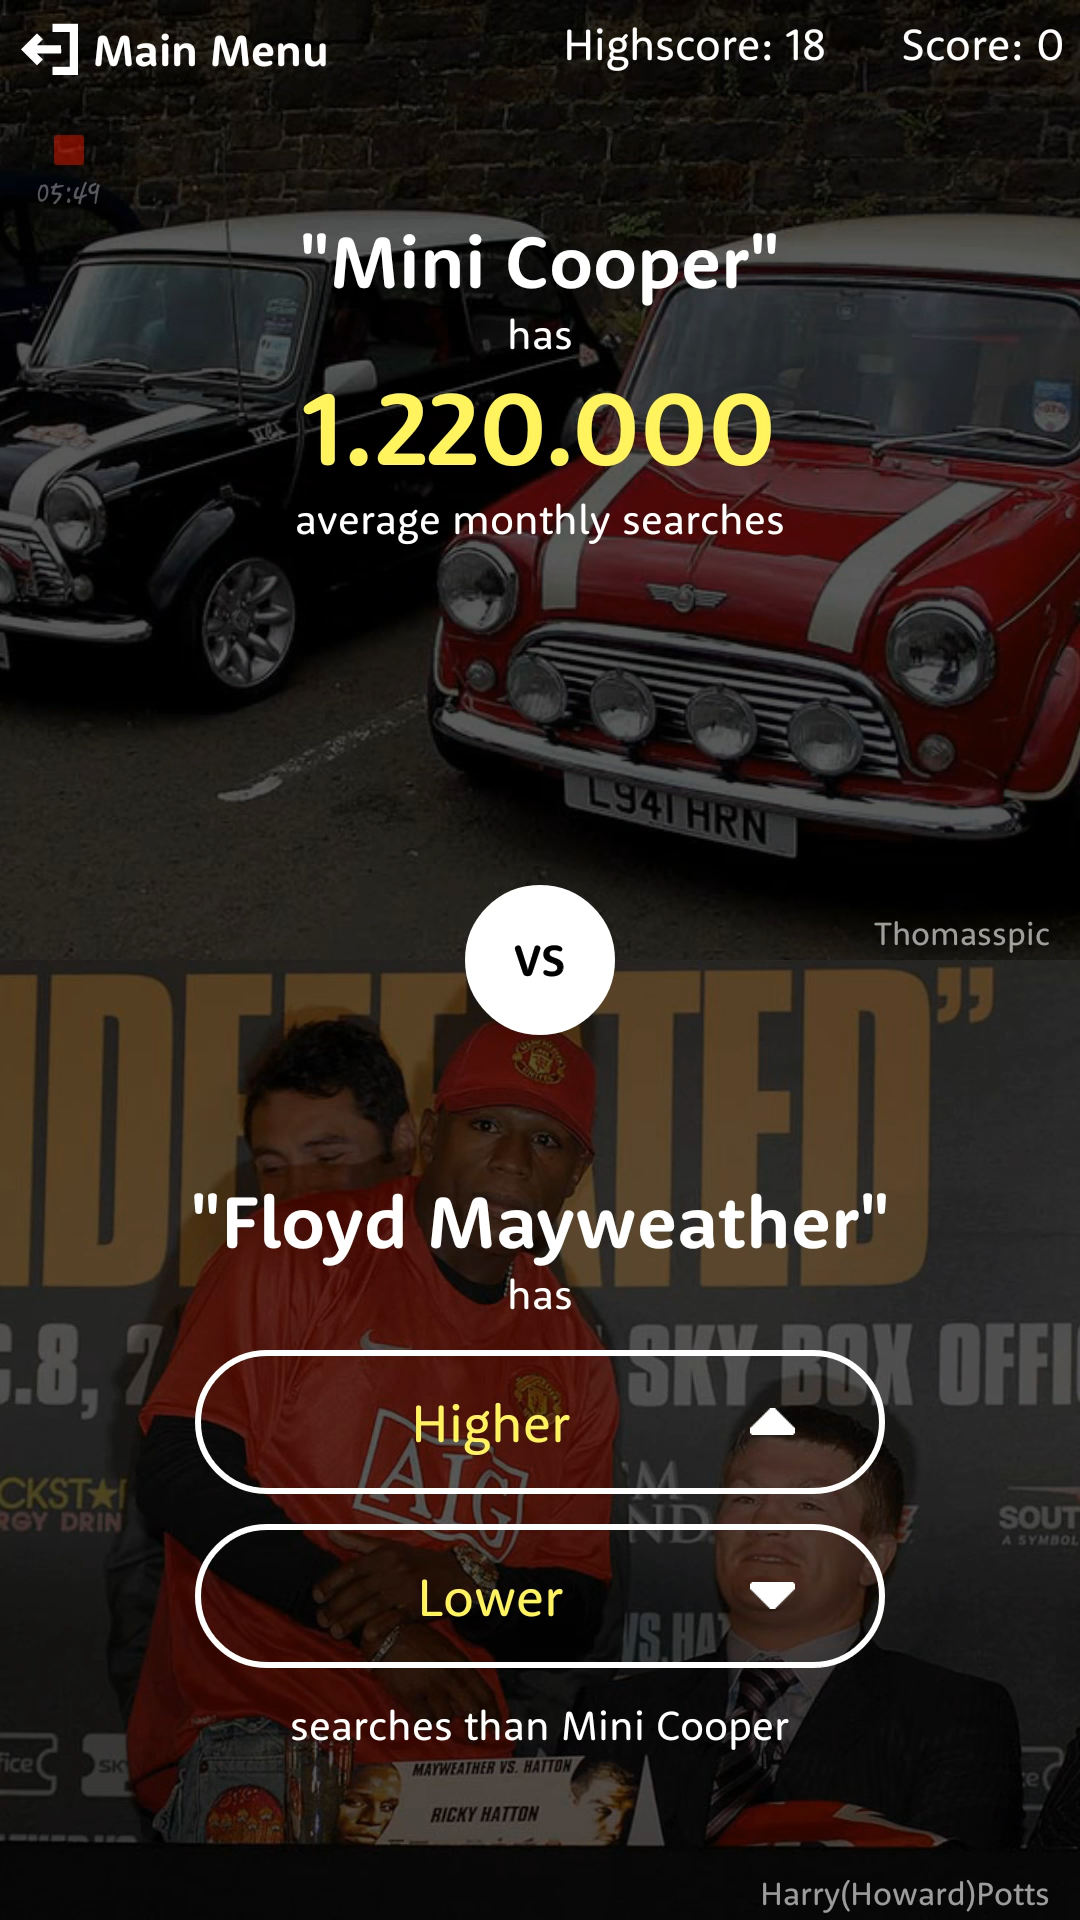 Main Menu
Highscore: 18
Score: 0
05:49
"Mini Cooper"
has
1.220.000
average monthly searches
L941 HRN
Thomasspic
VS
"Floyd Mayweather"
has
SKY BOX OFFI
Higher
Lower
searches than Mini Cooper
MAYWEATHER VS. HATTON
RICKY HATTON
Harry(Howard)Potts